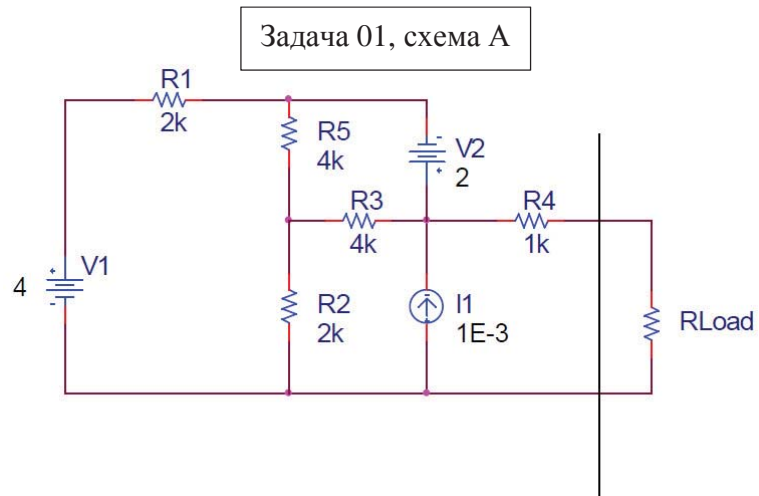 Задача 01, схема А
R1
2k
R5
4k
V2
2
R3
4k
R4
1k
4
V1
R2
2k
I1
1E-3
RLoad